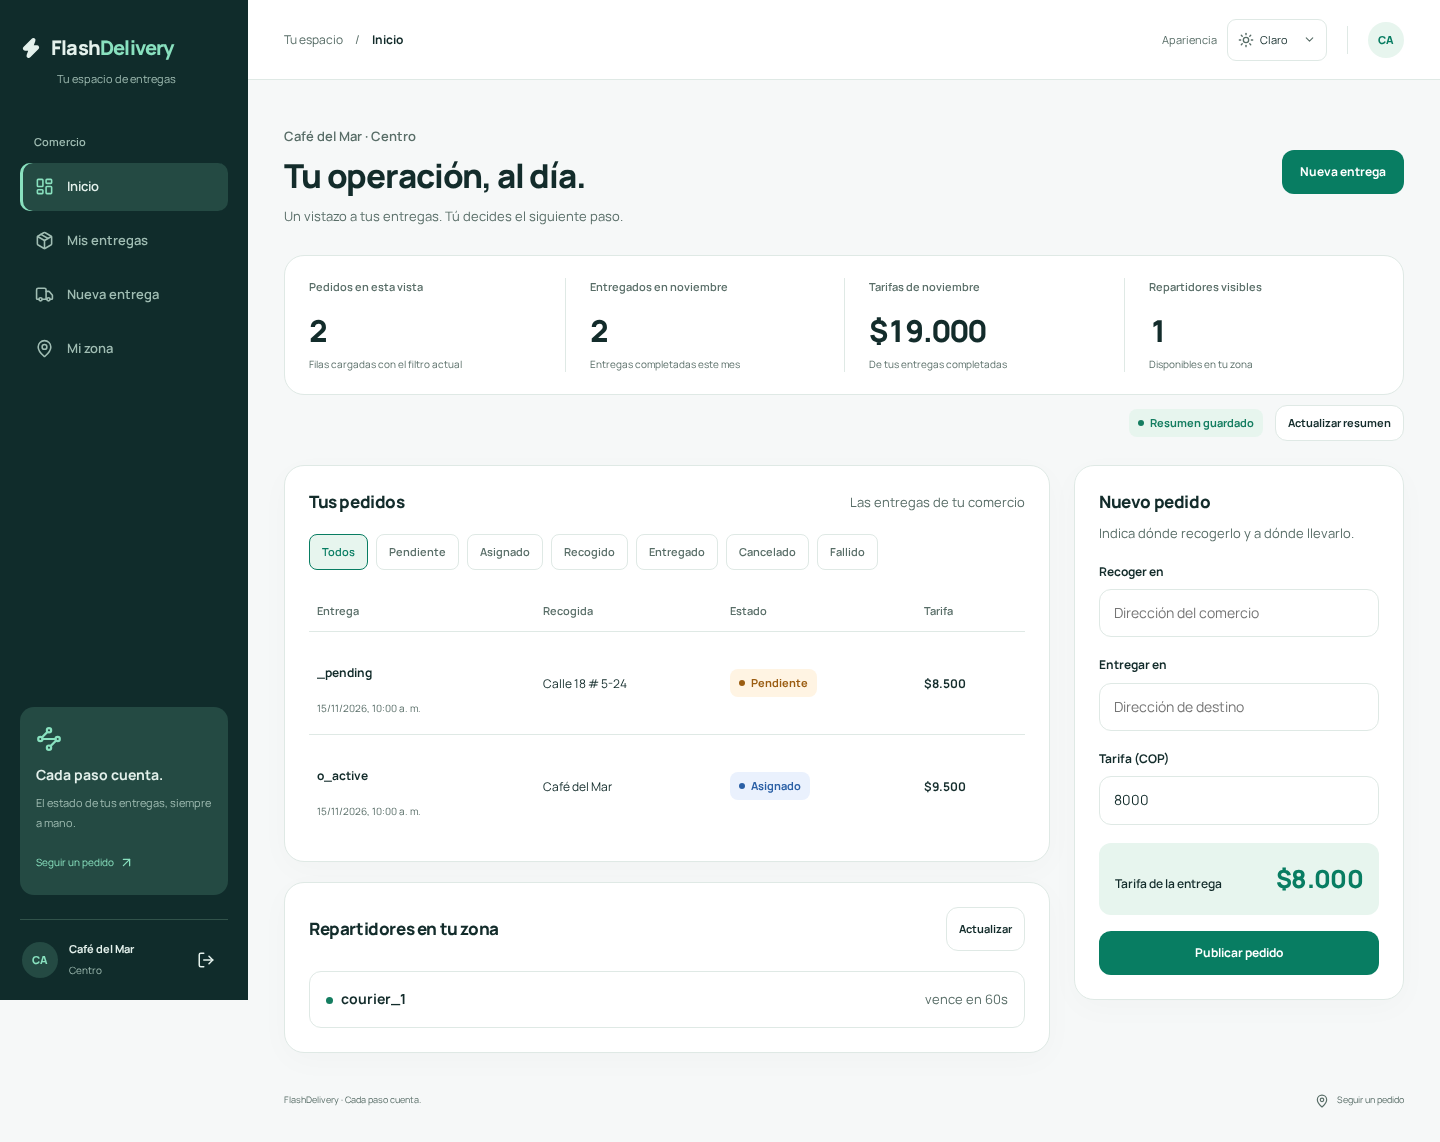 FlashDelivery
Tu espacio de entregas
Comercio
Inicio
Mis entregas
Nueva entrega
Mi zona
Cada paso cuenta.
El estado de tus entregas, siempre
a mano.
Seguir un pedido
CA
Café del Mar
Centro
Tu espacio / Inicio
Apariencia
Claro
CA
Café del Mar · Centro
Tu operación, al día.
Un vistazo a tus entregas. Tú decides el siguiente paso.
Nueva entrega
Pedidos en esta vista
2
Filas cargadas con el filtro actual
Entregados en noviembre
2
Entregas completadas este mes
Tarifas de noviembre
$19.000
De tus entregas completadas
Repartidores visibles
1
Disponibles en tu zona
Resumen guardado
Actualizar resumen
Tus pedidos
Las entregas de tu comercio
Todos
Pendiente
Asignado
Recogido
Entregado
Cancelado
Fallido
Entrega Recogida Estado Tarifa
_pending
15/11/2026, 10:00 a. m.
Calle 18 # 5-24
Pendiente
$8.500
o_active
15/11/2026, 10:00 a. m.
Café del Mar
Asignado
$9.500
Repartidores en tu zona
Actualizar
courier_1
vence en 60s
Nuevo pedido
Indica dónde recogerlo y a dónde llevarlo.
Recoger en
Dirección del comercio
Entregar en
Dirección de destino
Tarifa (COP)
8000
Tarifa de la entrega
$8.000
Publicar pedido
FlashDelivery · Cada paso cuenta.
Seguir un pedido